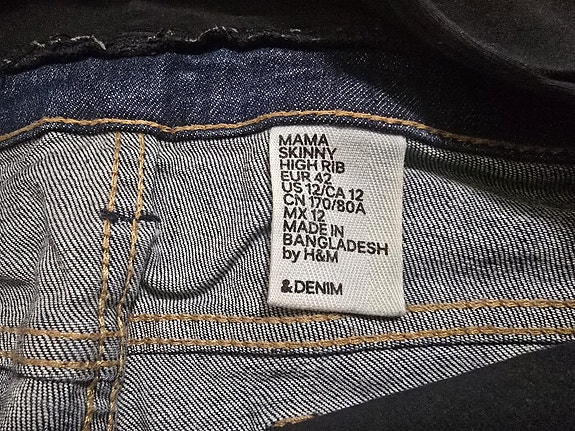 MAMA
SKINNY
HIGH RIB
EUR 42
US 12/CA 12
CN 170/80A
MX 12
MADE IN
BANGLADESH
by H&M
&DENIM